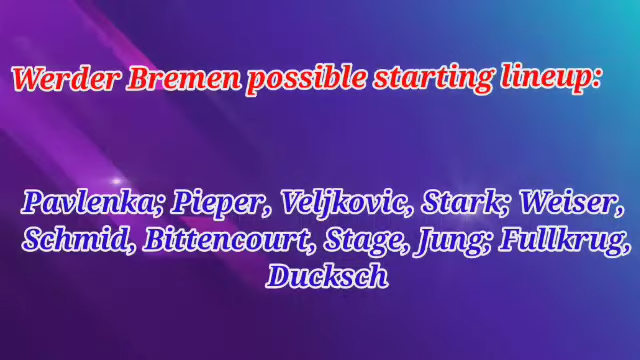 Werder Bremen possible starting lineup:
Pavlenka; Pieper, Veljkovic, Stark; Weiser,
Schmid, Bittencourt, Stage, Jung; Fullkrug,
Ducksch